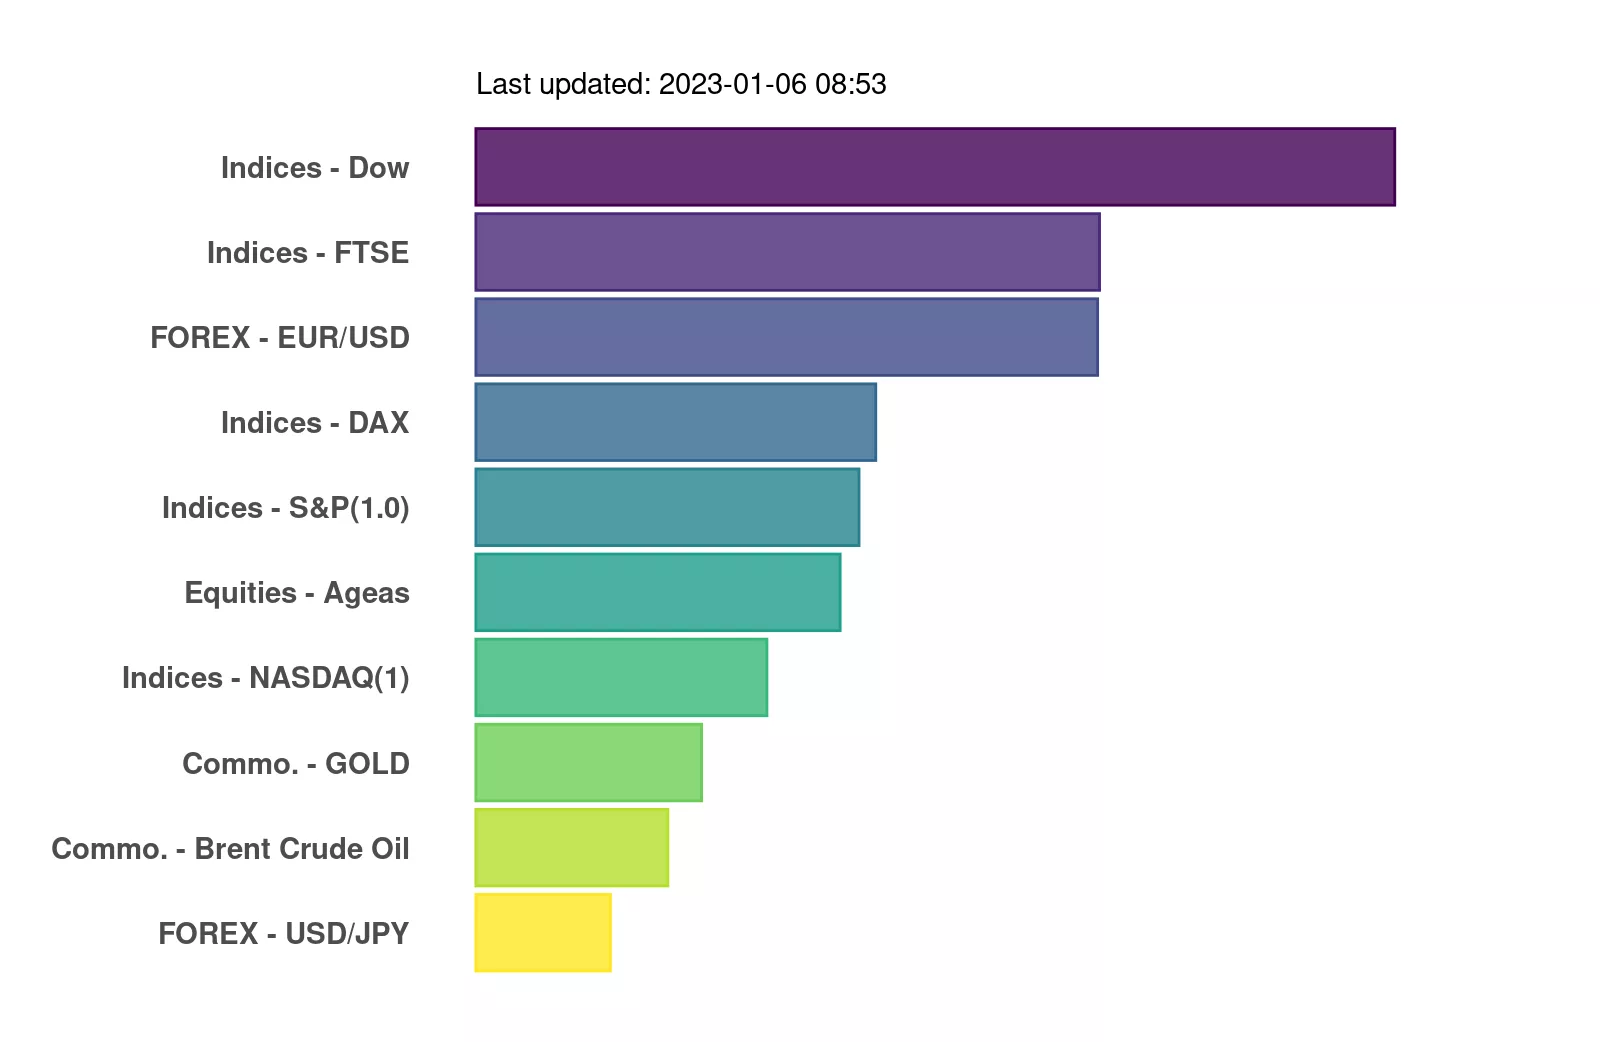 Last updated: 2023-01-06 08:53
Indices - Dow
Indices - FTSE
FOREX - EUR/USD
Indices - DAX
Indices - S&P(1.0)
Equities - Ageas
Indices - NASDAQ(1)
Commo. - GOLD
Commo. - Brent Crude Oil
FOREX - USD/JPY